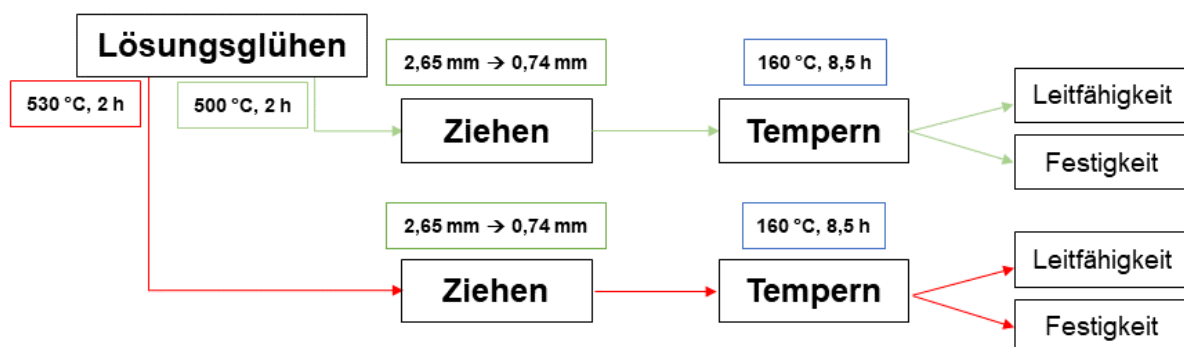 Lösungsglühen
530 °C, 2 h
500 °C, 2 h
2,65 mm → 0,74 mm
160 °C, 8,5 h
Ziehen
Tempern
Leitfähigkeit
Festigkeit
2,65 mm → 0,74 mm
160 °C, 8,5 h
Ziehen
Tempern
Leitfähigkeit
Festigkeit